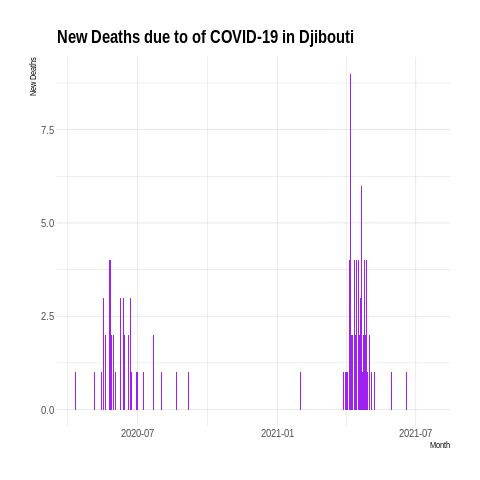 New Deaths due to of COVID-19 in Djibouti
New Deaths
7.5
5.0
2.5
0.0
2020-07 2021-01 2021-07
Month